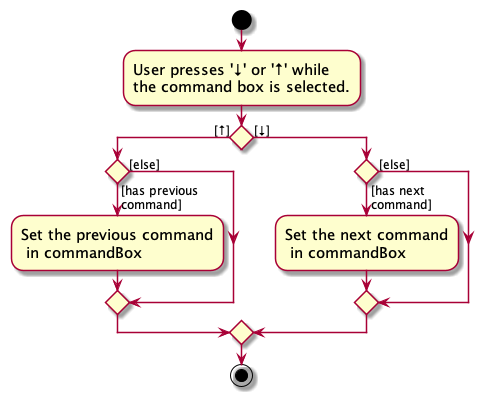 User presses '↓' or '↑' while
the command box is selected.
[↑] [↓]
[else] [else]
[has previous
command]
[has next
command]
Set the previous command
in commandBox
Set the next command
in commandBox